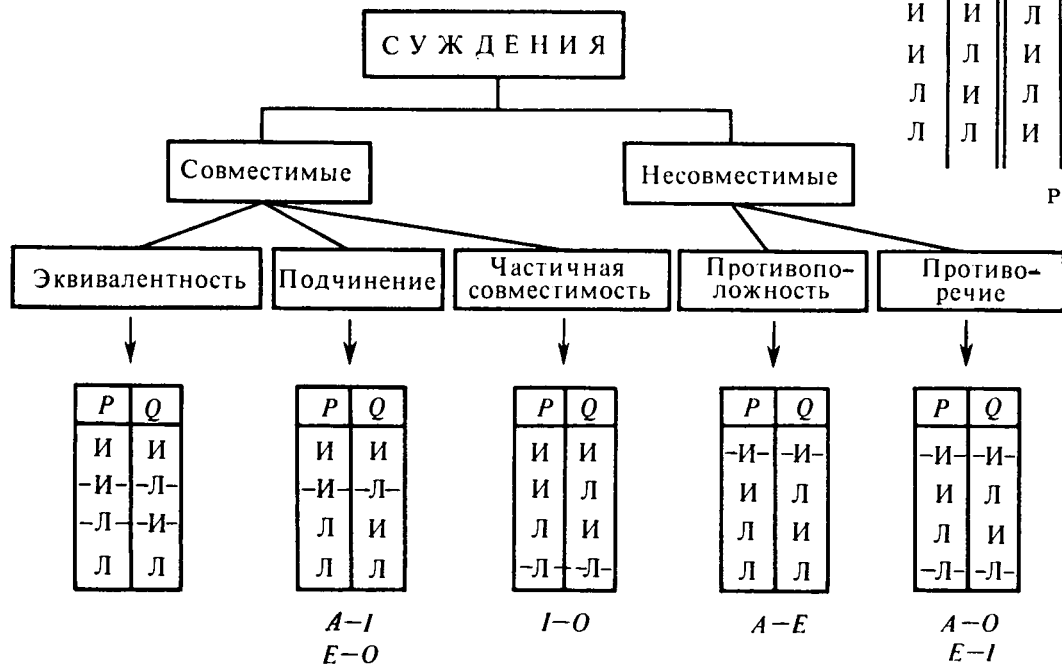 И И Л
СУЖДЕНИЯ
И Л И
Л И Л
Л Л И
Совместимые Несовместимые
Р
Эквивалентность Подчинение Частичная совместимость Противопо-ложность Противо-речие
P Q P Q P Q P Q P Q
И И И И И И -И- -И- -И- -И-
-И- -Л- -И- -Л- И Л И Л И Л
-Л- -И- Л И Л И Л И Л И
Л Л Л Л -Л- -Л- Л Л -Л- -Л-
A-I I-O A-E A-O
E-O E-I